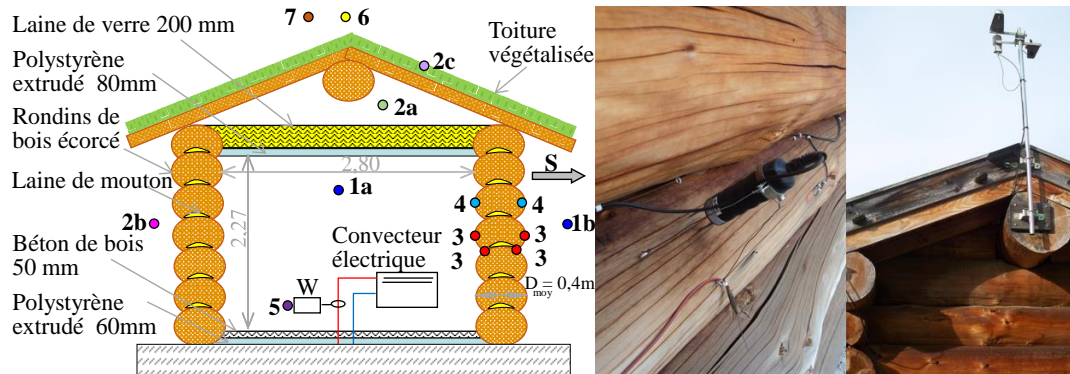 7 6
Laine de verre 200 mm
Toiture
végétalisée
Polystyrène
extrudé 80mm
2c
2a
Rondins de
bois écorcé
2.80
S
Laine de mouton
1a
4 4
2b
1b
2.27
3 3
3 3
Convecteur
électrique
Béton de bois
50 mm
W
5
Dmoy = 0,4m
Polystyrène
extrudé 60mm